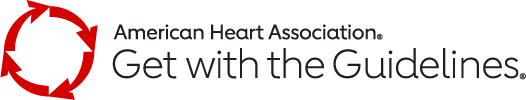 American Heart Association®
Get with the Guidelines®